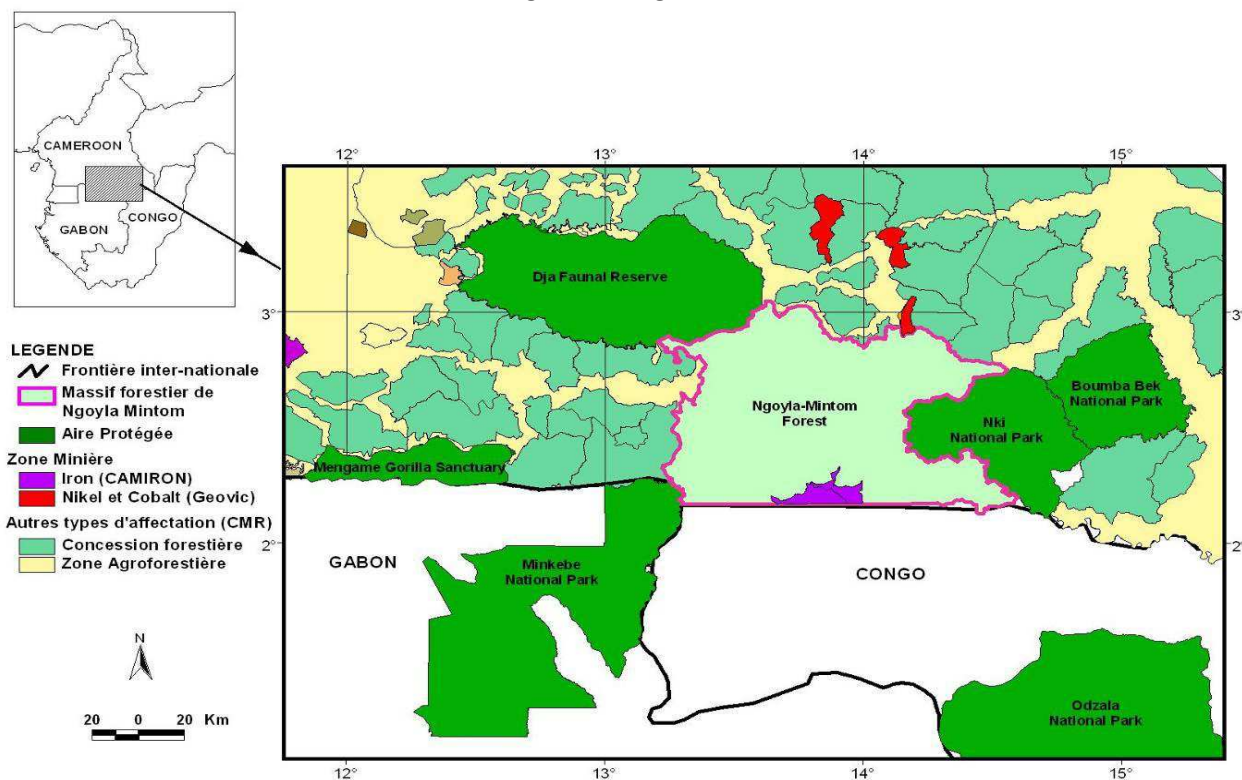 CAMEROON
GABON
CONGO
12°
13°
14°
15°
3°
3°
2°
2°
12°
13°
14°
15°
Dja Faunal Reserve
Boumba Bek
National Park
Ngoyla-Mintom
Forest
Nki
National Park
Mengame Gorilla Sanctuary
GABON
Minkebe
National Park
CONGO
Odzala
National Park
LEGENDE
Frontière inter-nationale
Massif forestier de
Ngoyla Mintom
Aire Protégée
Zone Minière
Iron (CAMIRON)
Nikel et Cobalt (Geovic)
Autres types d'affectation (CMR)
Concession forestière
Zone Agroforestière
N
20 0 20 Km